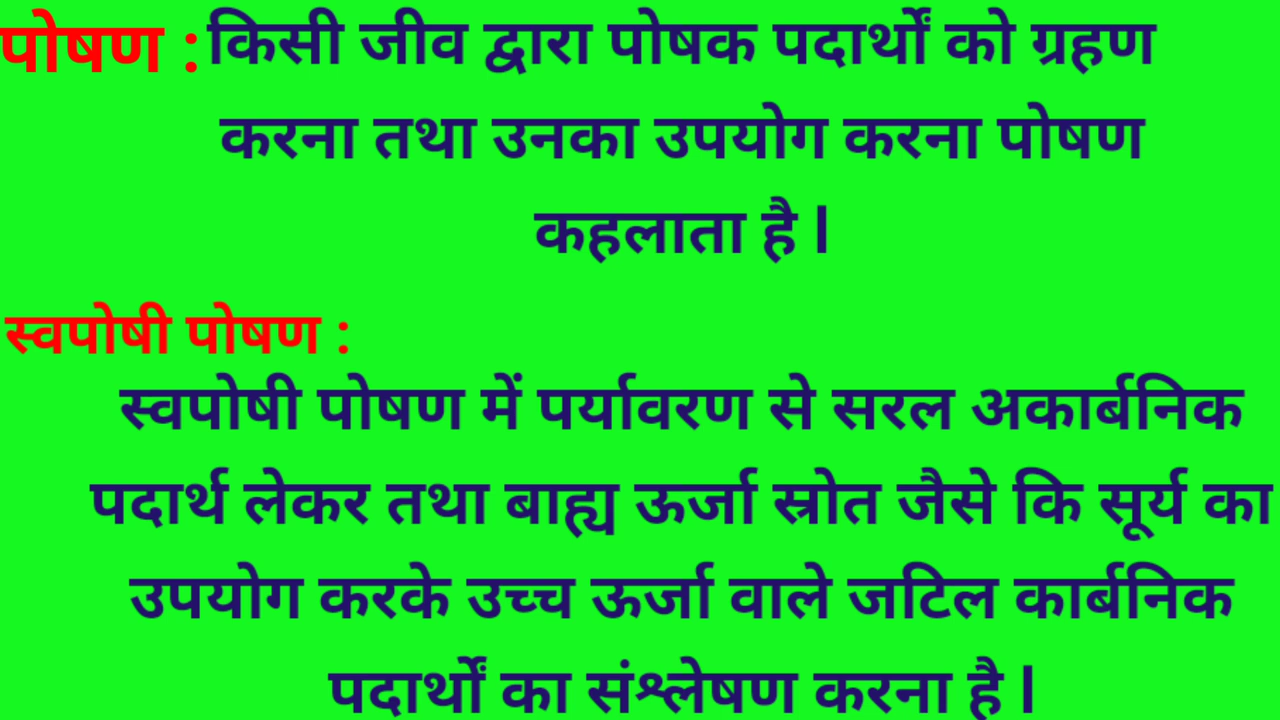 पोषण : किसी जीव द्वारा पोषक पदार्थों को ग्रहण
करना तथा उनका उपयोग करना पोषण
कहलाता है l
स्वपोषी पोषण :
स्वपोषी पोषण में पर्यावरण से सरल अकार्बनिक
पदार्थ लेकर तथा बाह्य ऊर्जा स्रोत जैसे कि सूर्य का
उपयोग करके उच्च ऊर्जा वाले जटिल कार्बनिक
पदार्थों का संश्लेषण करना है l